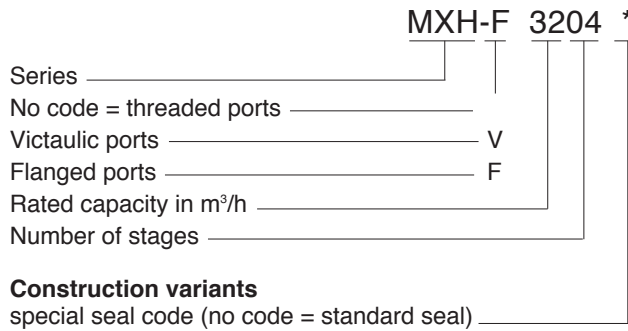 MXH-F 3204 *
Series
No code = threaded ports
Victaulic ports V
Flanged ports F
Rated capacity in m³/h
Number of stages
Construction variants
special seal code (no code = standard seal)